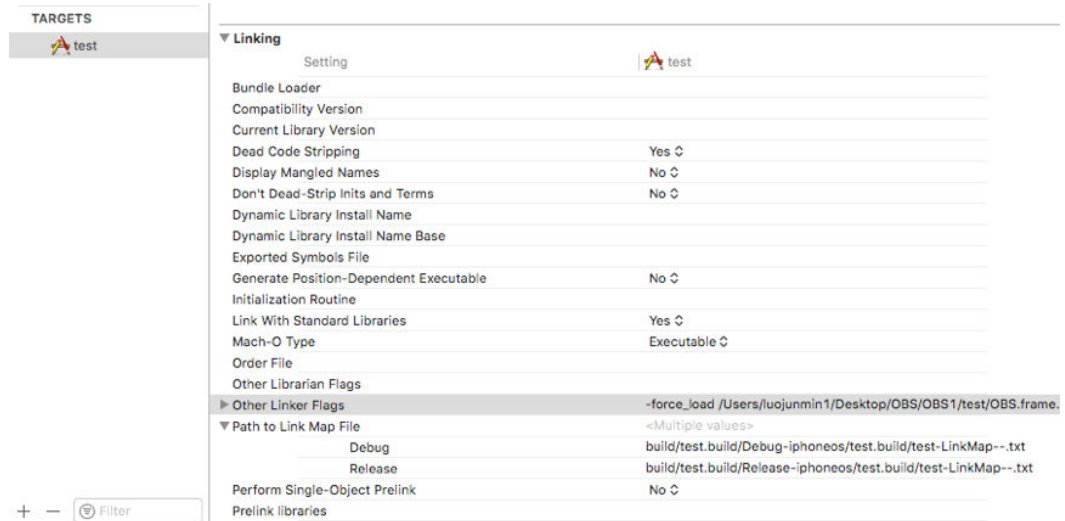 TARGETS
test
Linking
Setting test
Bundle Loader
Compatibility Version
Current Library Version
Dead Code Stripping Yes
Display Mangled Names No
Don't Dead-Strip Inits and Terms No
Dynamic Library Install Name
Dynamic Library Install Name Base
Exported Symbols File
Generate Position-Dependent Executable No
Initialization Routine
Link With Standard Libraries Yes
Mach-O Type Executable
Order File
Other Librarian Flags
Other Linker Flags -force_load /Users/luojunmin1/Desktop/OBS/OBS1/test/OBS.frame.
Path to Link Map File <Multiple values>
Debug build/test.build/Debug-iphoneos/test.build/test-LinkMap--.txt
Release build/test.build/Release-iphoneos/test.build/test-LinkMap--.txt
Perform Single-Object Prelink No
+ — Filter Prelink libraries